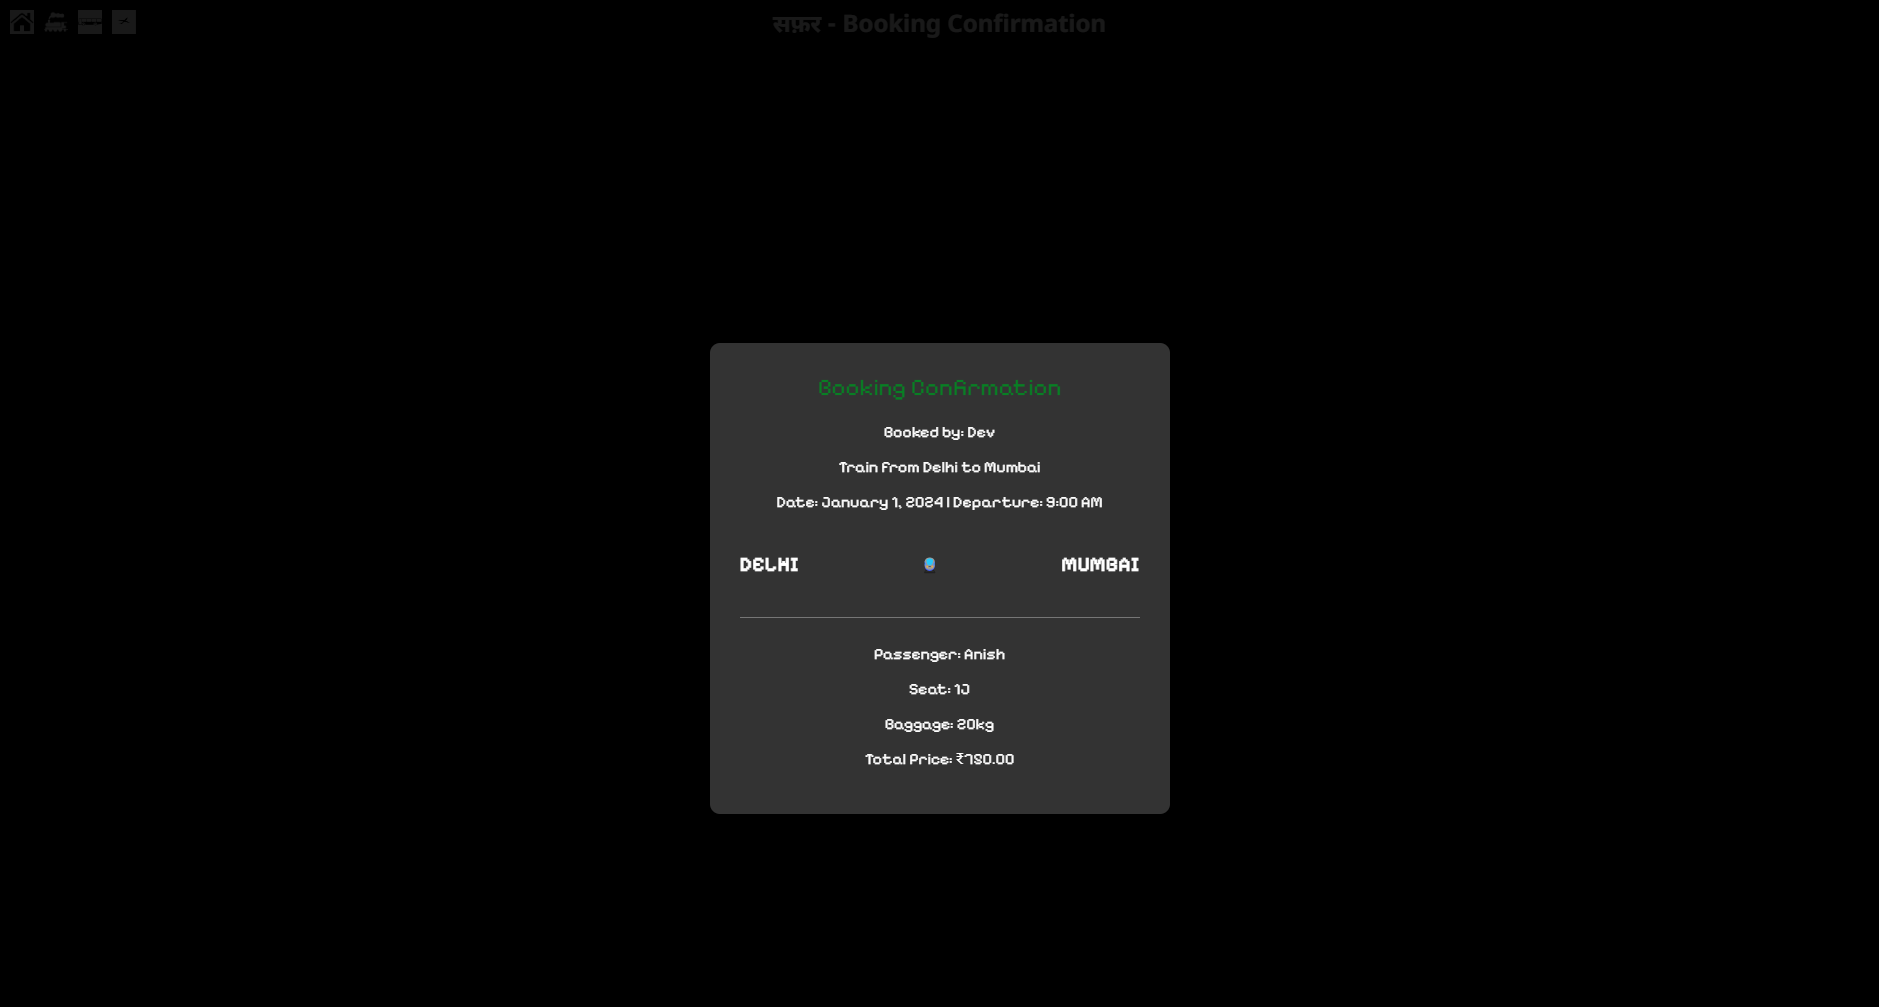 सफ़र - Booking Confirmation
Booking Confirmation
Booked by: Dev
Train from Delhi to Mumbai
Date: January 1, 2024 | Departure: 9:00 AM
DELHI MUMBAI
Passenger: Anish
Seat: 1J
Baggage: 20kg
Total Price: ₹780.00